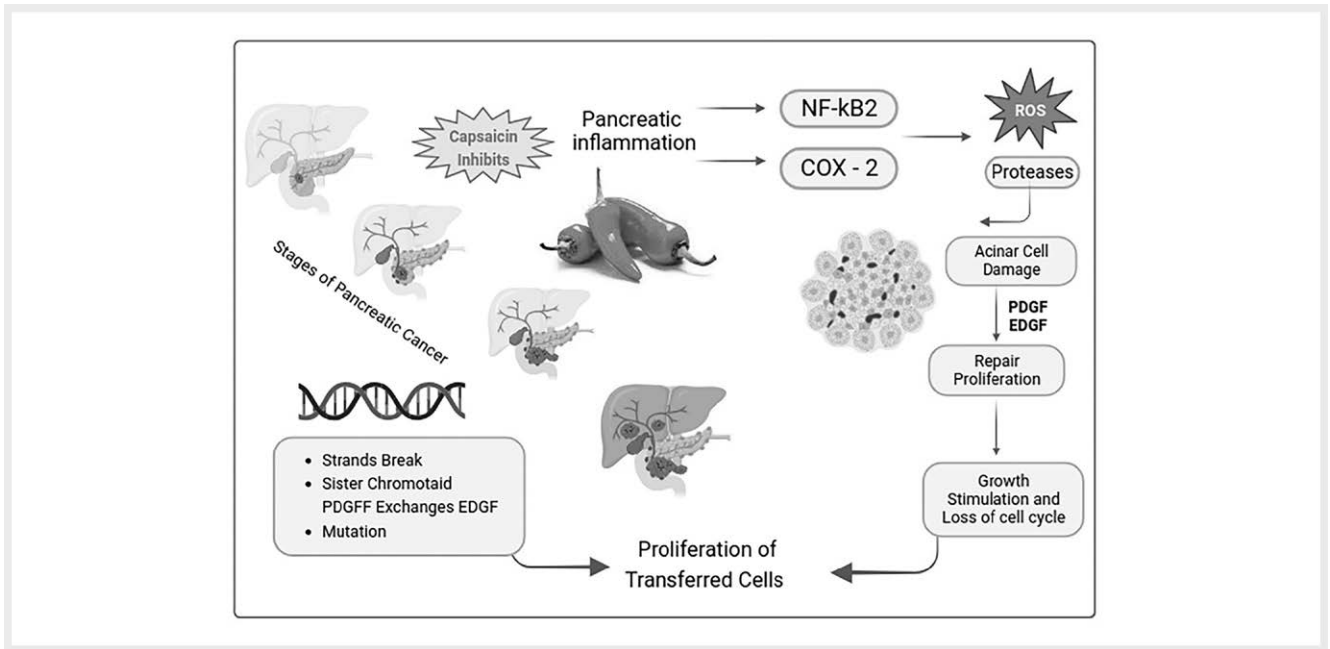 Capsaicin
Inhibits
Pancreatic
inflammation
NF-kB2
COX - 2
ROS
Proteases
Acinar Cell
Damage
PDGF
EDGF
Repair
Proliferation
Growth
Stimulation and
Loss of cell cycle
Stages of Pancreatic Cancer
• Strands Break
• Sister Chromotaid
PDGFF Exchanges EDGF
• Mutation
Proliferation of
Transferred Cells